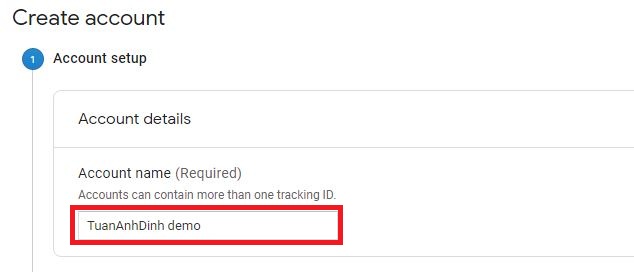 Create account
1 Account setup
Account details
Account name (Required)
Accounts can contain more than one tracking ID.
TuanAnhDinh demo